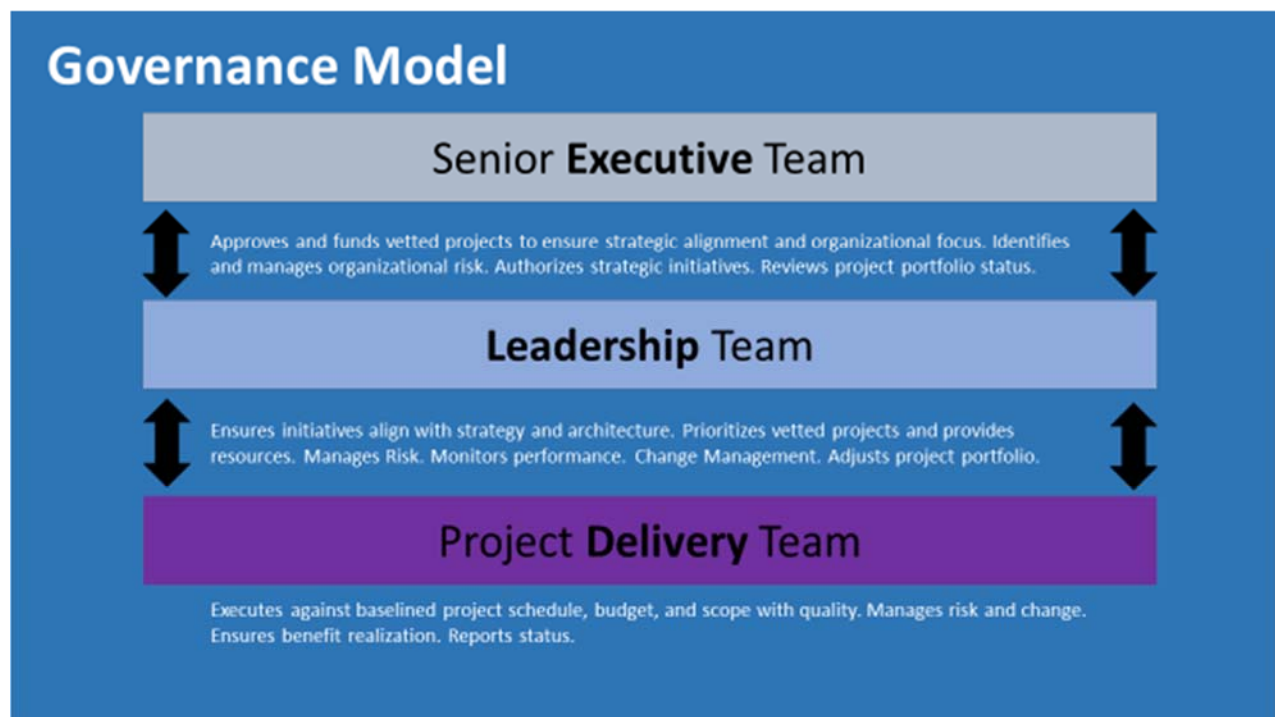 Governance Model
Senior Executive Team
Approves and funds vetted projects to ensure strategic alignment and organizational focus. Identifies
and manages organizational risk. Authorizes strategic initiatives. Reviews project portfolio status.
Leadership Team
Ensures initiatives align with strategy and architecture. Prioritizes vetted projects and provides
resources. Manages Risk. Monitors performance. Change Management. Adjusts project portfolio.
Project Delivery Team
Executes against baselined project schedule, budget, and scope with quality. Manages risk and change.
Ensures benefit realization. Reports status.